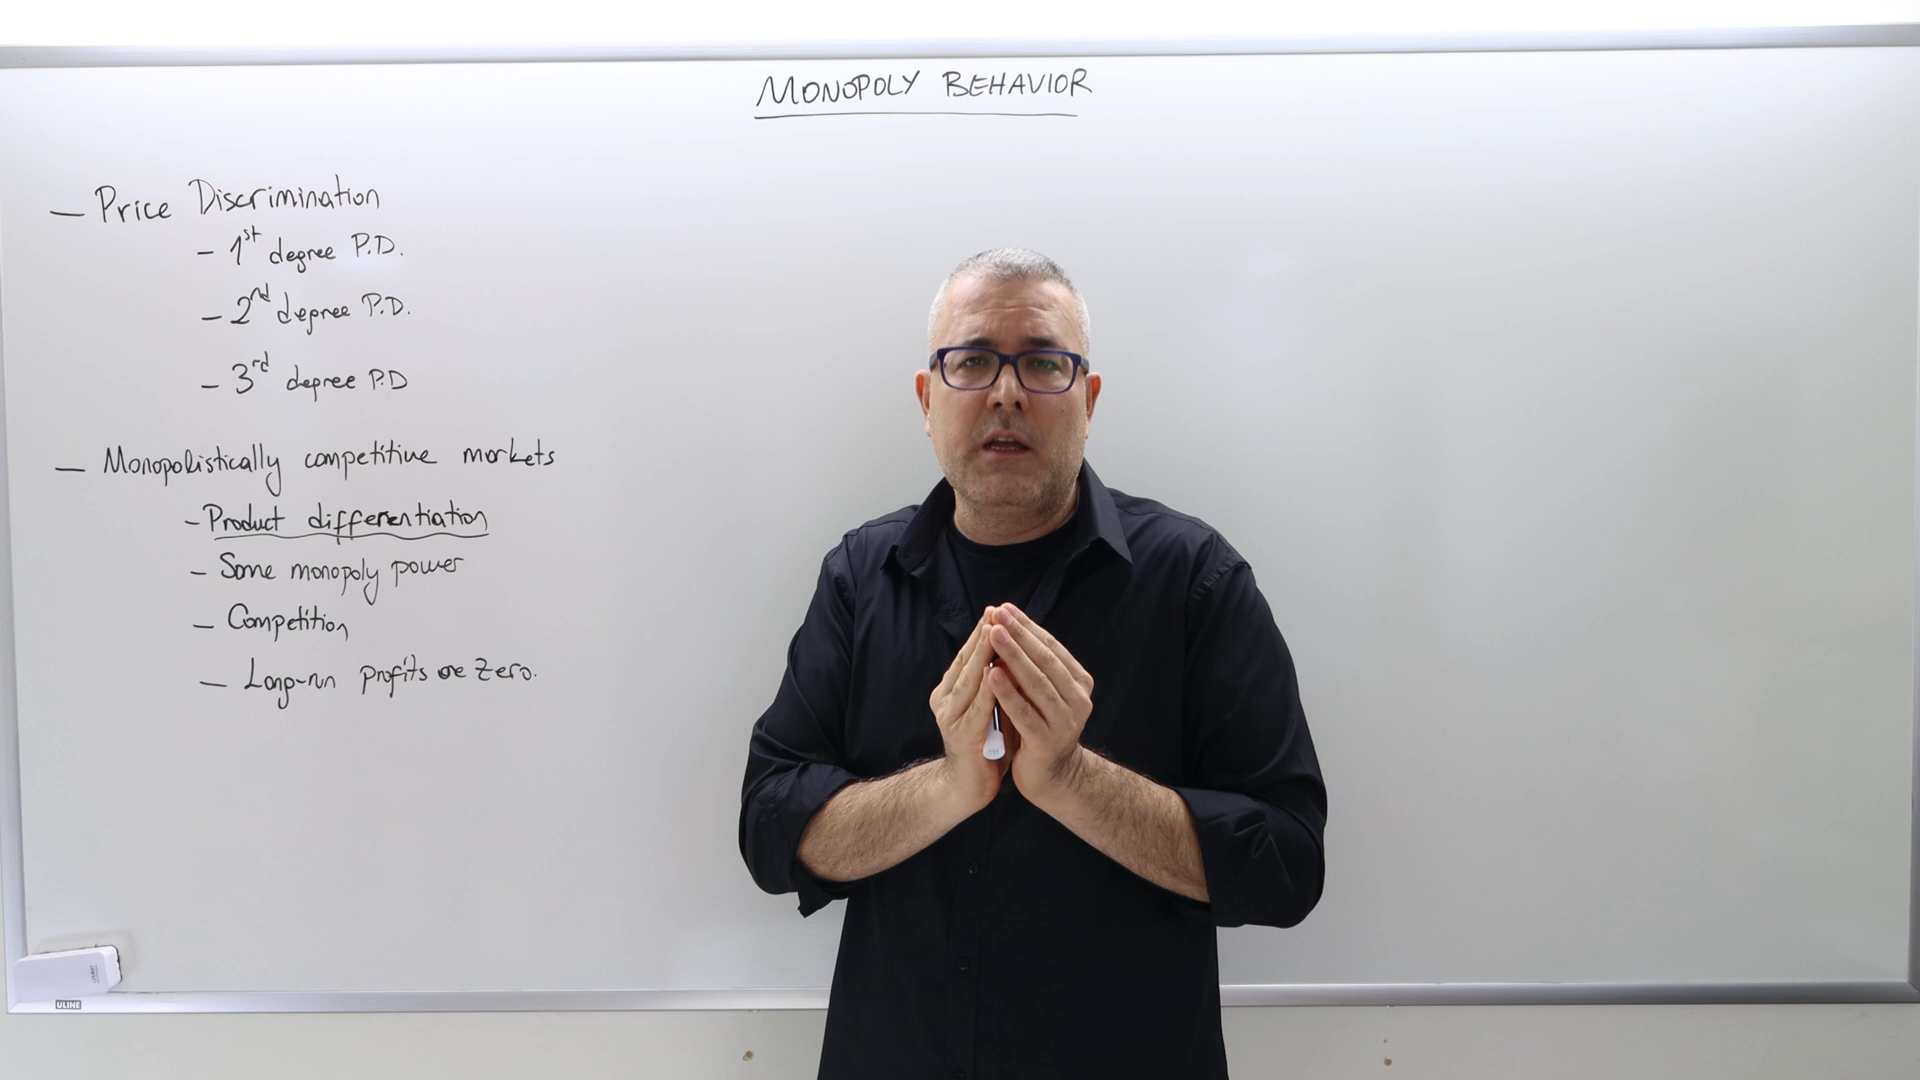 MONOPOLY BEHAVIOR
— Price Discrimination
- 1st degree P.D.
- 2nd degree P.D.
- 3rd degree P.D
— Monopolistically competitive markets
- Product differentiation
- Some monopoly power
- Competition
- Long-run profits are zero.
ULINE